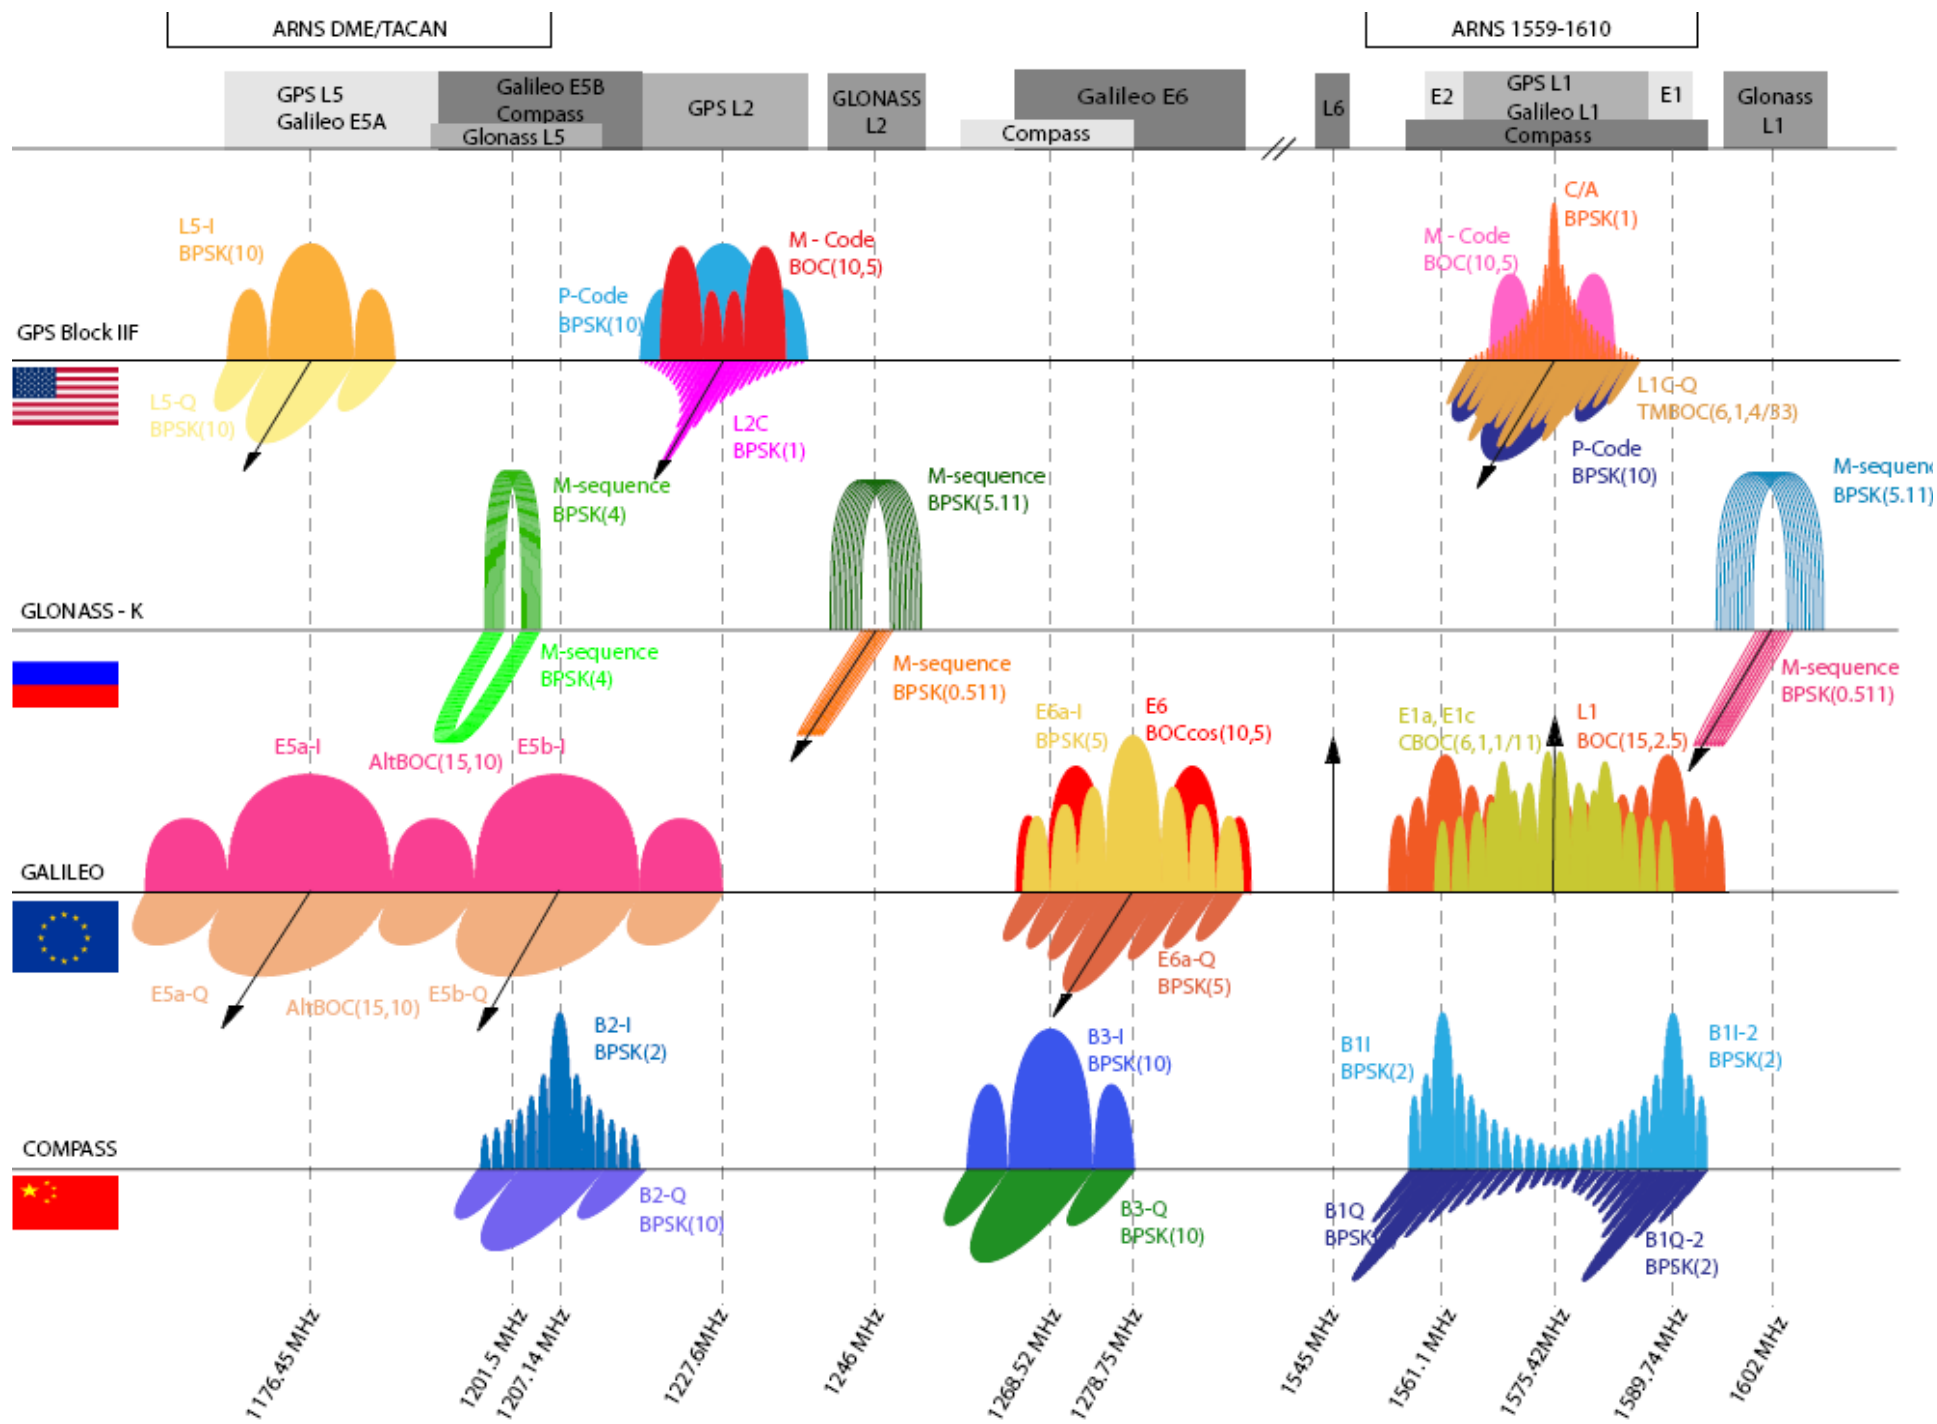 ARNS DME/TACAN
ARNS 1559-1610
GPS L5
Galileo E5A
Galileo E5B
Compass
Glonass L5
GPS L2
GLONASS
L2
Galileo E6
Compass
L6
E2
GPS L1
Galileo L1
E1
Compass
Glonass
L1
GPS Block IIF
L5-I
BPSK(10)
L5-Q
BPSK(10)
P-Code
BPSK(10)
M - Code
BOC(10,5)
L2C
BPSK(1)
C/A
BPSK(1)
M - Code
BOC(10,5)
L1C-Q
TMBOC(6,1,4/33)
P-Code
BPSK(10)
GLONASS - K
M-sequence
BPSK(4)
M-sequence
BPSK(4)
M-sequence
BPSK(5.11)
M-sequence
BPSK(0.511)
M-sequenc
BPSK(5.11)
M-sequence
BPSK(0.511)
GALILEO
E5a-I
AltBOC(15,10)
E5b-I
E5a-Q
AltBOC(15,10)
E5b-Q
E6a-I
BPSK(5)
E6
BOCcos(10,5)
E6a-Q
BPSK(5)
E1a, E1c
CBOC(6,1,1/11)
L1
BOC(15,2.5)
COMPASS
B2-I
BPSK(2)
B2-Q
BPSK(10)
B3-I
BPSK(10)
B3-Q
BPSK(10)
B1I
BPSK(2)
B1I-2
BPSK(2)
B1Q
B1Q-2
BPSK(2)
1176.45 MHz
1201.5 MHz
1207.14 MHz
1227.6MHz
1246 MHz
1268.52 MHz
1278.75 MHz
1545 MHz
1561.1 MHz
1575.42MHz
1589.74 MHz
1602 MHz